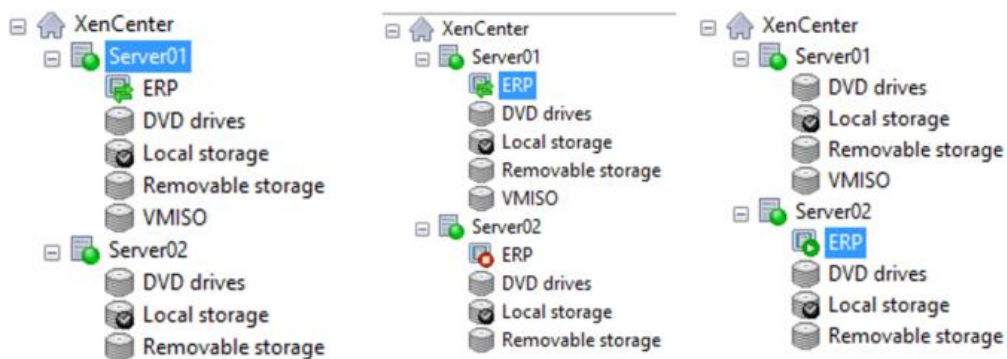 XenCenter
Server01
ERP
DVD drives
Local storage
Removable storage
VMISO
Server02
DVD drives
Local storage
Removable storage
XenCenter
Server01
ERP
DVD drives
Local storage
Removable storage
VMISO
Server02
ERP
DVD drives
Local storage
Removable storage
XenCenter
Server01
DVD drives
Local storage
Removable storage
VMISO
Server02
ERP
DVD drives
Local storage
Removable storage